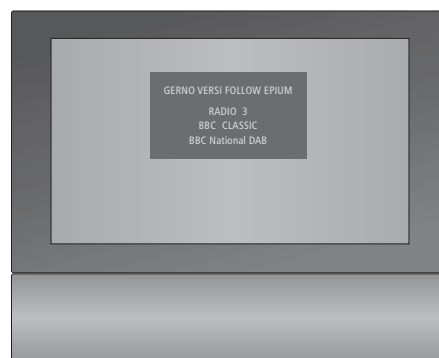 GERNO VERSI FOLLOW EPIUM
RADIO 3
BBC CLASSIC
BBC National DAB